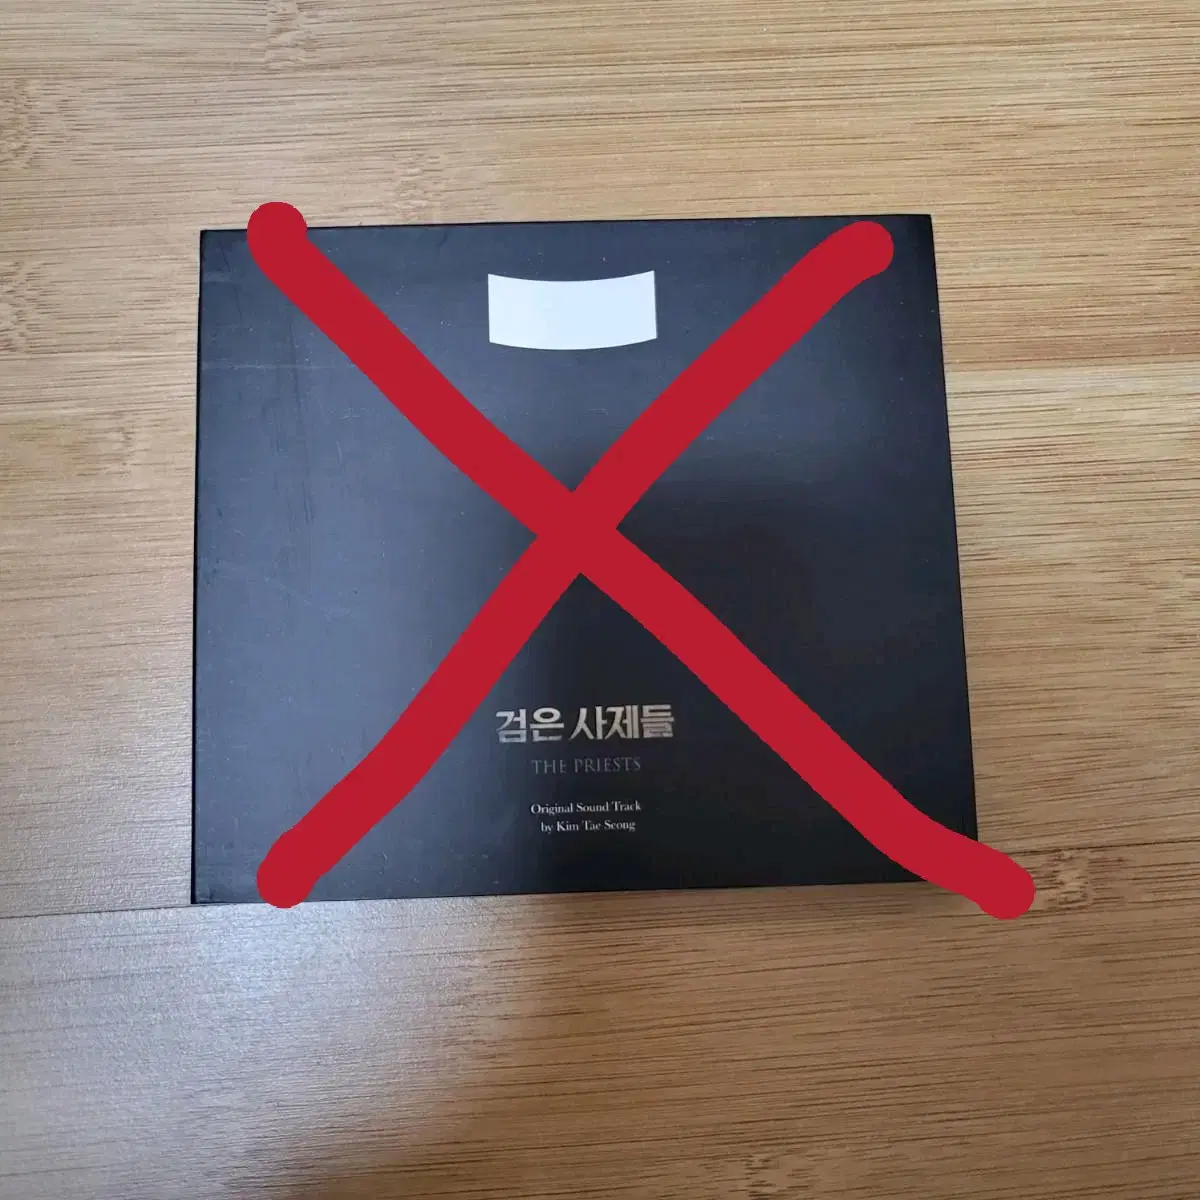 검은 사제들
THE PRIESTS
Original Sound Track
by Kim Tae Seong